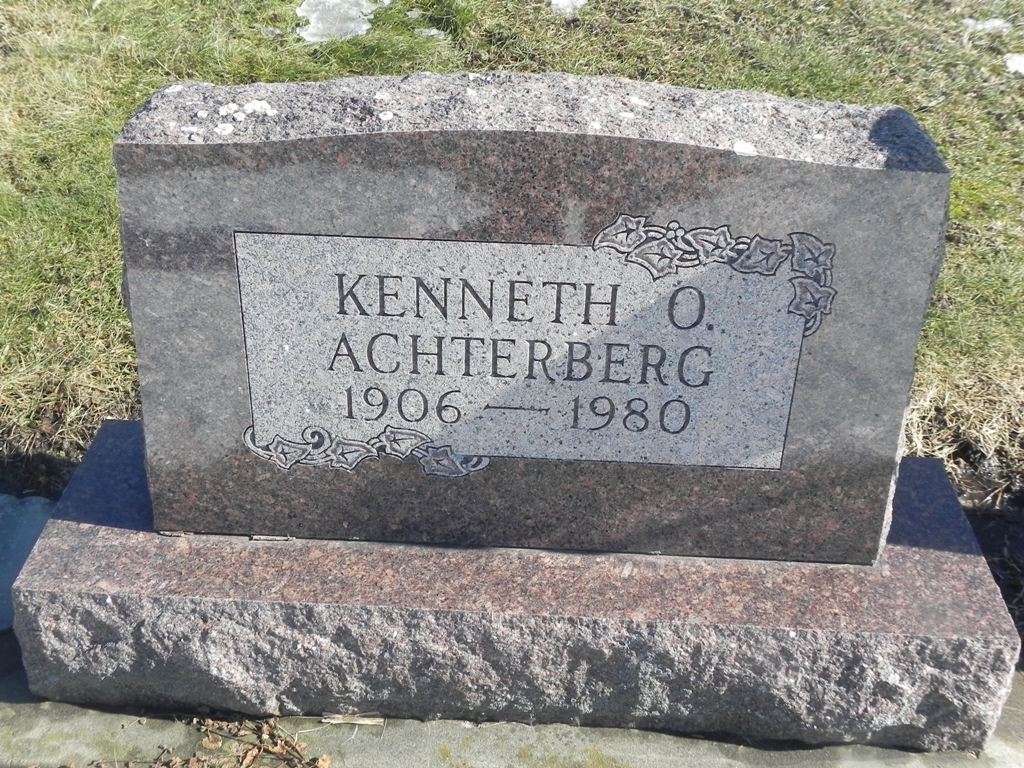 KENNETH O.
ACHTERBERG
1906 — 1980